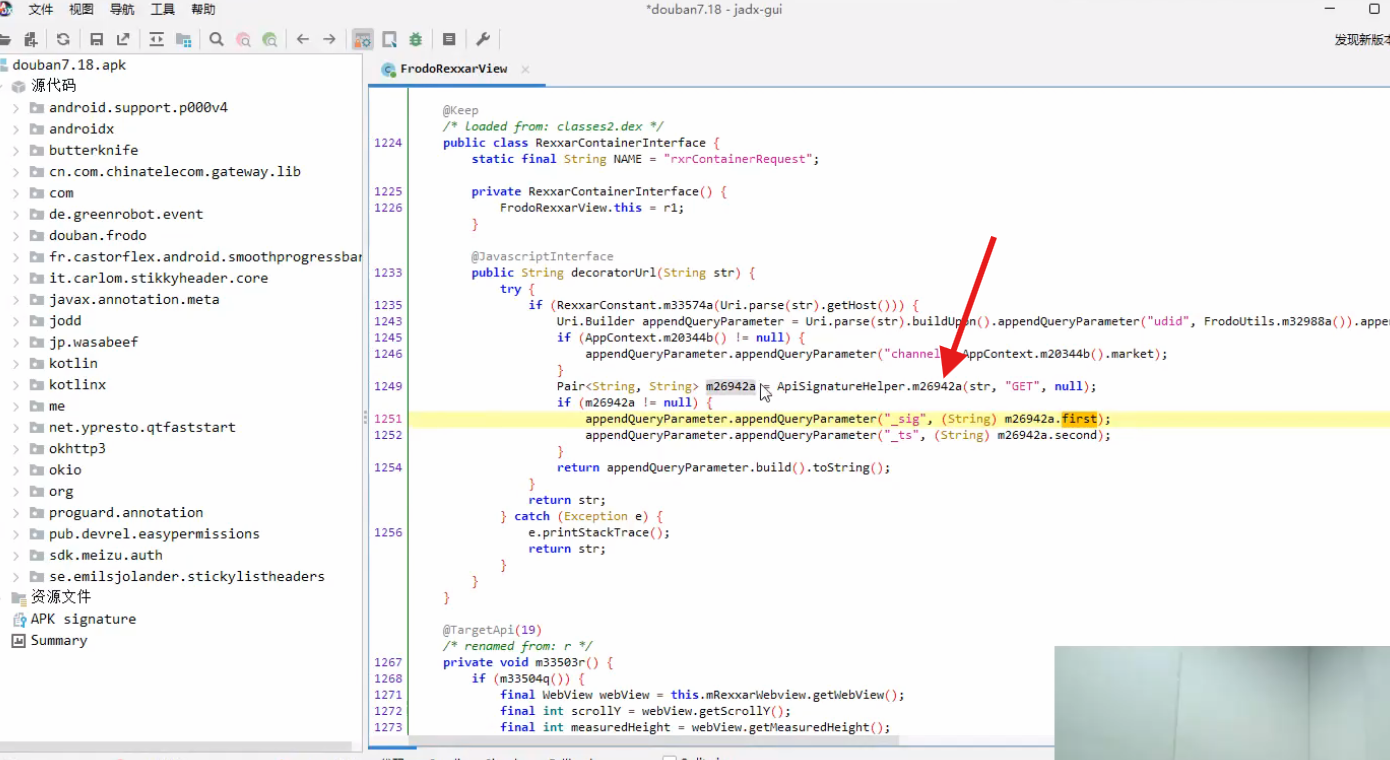 文件 视图 导航 工具 帮助
*douban7.18 - jadx-gui
发现新版本
douban7.18.apk
源代码
android.support.p000v4
androidx
butterknife
cn.com.chinatelecom.gateway.lib
com
de.greenrobot.event
douban.frodo
fr.castorflex.android.smoothprogressbar
it.carlom.stikkyheader.core
javax.annotation.meta
jodd
jp.wasabeef
kotlin
kotlinx
me
net.ypresto.qtfaststart
okhttp3
okio
org
proguard.annotation
pub.devrel.easypermissions
sdk.meizu.auth
se.emilsjolander.stickylistheaders
资源文件
APK signature
Summary
FrodoRexxarView
@Keep
/* loaded from: classes2.dex */
1224 public class RexxarContainerInterface {
static final String NAME = "rxrContainerRequest";
1225 private RexxarContainerInterface() {
1226 FrodoRexxarView.this = r1;
}
@JavascriptInterface
1233 public String decoratorUrl(String str) {
try {
1235 if (RexxarConstant.m33574a(Uri.parse(str).getHost())) {
1243 Uri.Builder appendQueryParameter = Uri.parse(str).buildUpon().appendQueryParameter("udid", FrodoUtils.m32988a()).appen
1245 if (AppContext.m20344b() != null) {
1246 appendQueryParameter.appendQueryParameter("channel AppContext.m20344b().market);
}
1249 Pair<String, String> m26942a = ApiSignatureHelper.m26942a(str, "GET", null);
if (m26942a != null) {
1251 appendQueryParameter.appendQueryParameter("_sig", (String) m26942a.first);
1252 appendQueryParameter.appendQueryParameter("_ts", (String) m26942a.second);
}
1254 return appendQueryParameter.build().toString();
}
return str;
} catch (Exception e) {
1256 e.printStackTrace();
return str;
}
}
}
@TargetApi(19)
/* renamed from: r */
1267 private void m33503r() {
1268 if (m33504q()) {
1271 final WebView webView = this.mRexxarWebview.getWebView();
1272 final int scrollY = webView.getScrollY();
1273 final int measuredHeight = webView.getMeasuredHeight();